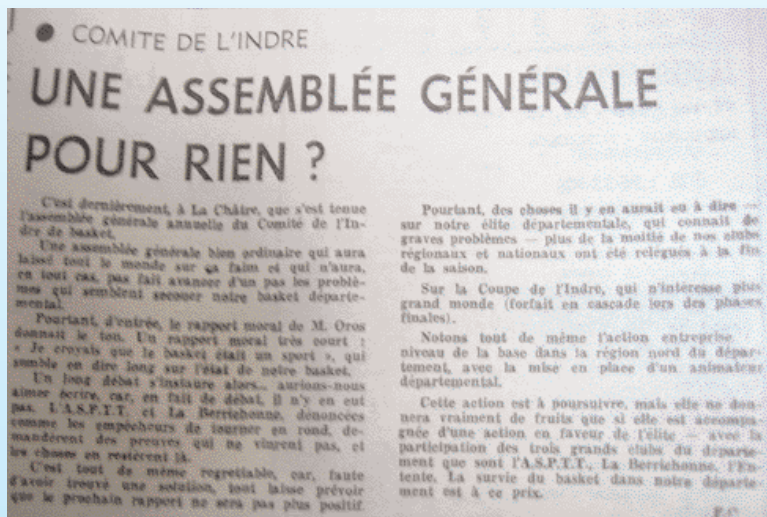 ● COMITE DE L'INDRE
UNE ASSEMBLÉE GÉNÉRALE
POUR RIEN ?
C'est dernièrement, à La Châtre, que s'est tenue
l'assemblée générale annuelle du Comité de l'In-
dre de basket.
Une assemblée générale bien ordinaire qui aura
laissé tout le monde sur sa faim et qui n'aura,
en tout cas, pas fait avancer d'un pas les problè-
mes qui semblent secouer notre basket départe-
mental.
Pourtant, d'entrée, le rapport moral de M. Oros
donnait le ton. Un rapport moral très court :
« Je croyais que le basket était un sport », qui
semble en dire long sur l'état de notre basket.
Un long débat s'instaure alors... aurions-nous
aimer écrire, car, en fait de débat, il n'y en eut
pas. L'A.S.P.T.T. et La Berrichonne, dénoncées
comme les empêcheurs de tourner en rond, de-
mandèrent des preuves qui ne vinrent pas, et
les choses en restèrent là.
C'est tout de même regrettable, car, faute
d'avoir trouvé une solution, tout laisse prévoir
que le prochain rapport ne sera pas plus positif.
Pourtant, des choses il y en aurait eu à dire —
sur notre élite départementale, qui connait de
graves problèmes — plus de la moitié de nos clubs
régionaux et nationaux ont été relégués à la fin
de la saison.
Sur la Coupe de l'Indre, qui n'intéresse plus
grand monde (forfait en cascade lors des phases
finales).
Notons tout de même l'action entreprise
niveau de la base dans la région nord du dépar-
tement, avec la mise en place d'un animateur
départemental.
Cette action est à poursuivre, mais elle ne don-
nera vraiment de fruits que si elle est accompa-
gnée d'une action en faveur de l'élite — avec la
participation des trois grands clubs du départe-
ment que sont l'A.S.P.T.T., La Berrichonne, l'En-
tente. La survie du basket dans notre départe-
ment est à ce prix.